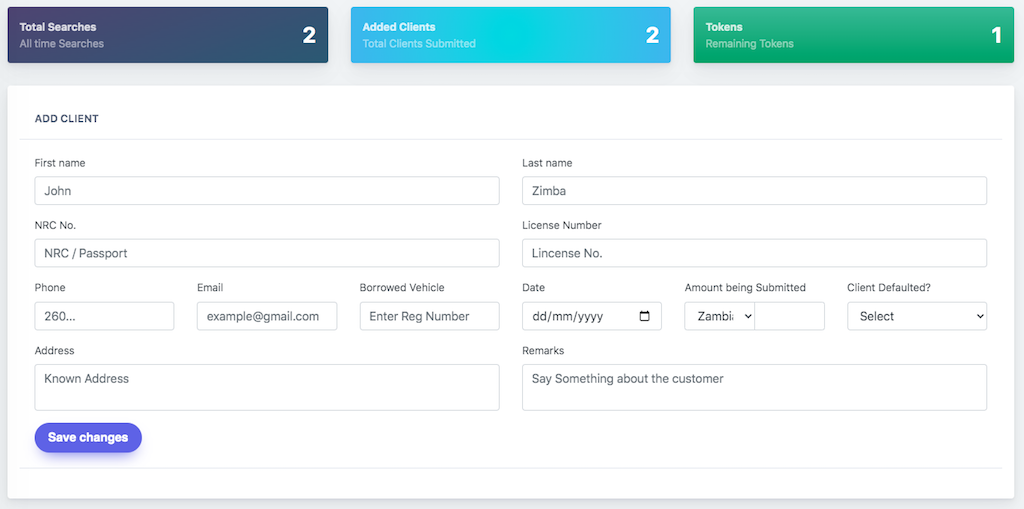 Total Searches
All time Searches
2
Added Clients
Total Clients Submitted
2
Tokens
Remaining Tokens
1
ADD CLIENT
First name
Last name
John
Zimba
NRC No.
License Number
NRC / Passport
Lincense No.
Phone
Email
Borrowed Vehicle
Date
Amount being Submitted
Client Defaulted?
260...
example@gmail.com
Enter Reg Number
dd/mm/yyyy
Zambi
Select
Address
Remarks
Known Address
Say Something about the customer
Save changes